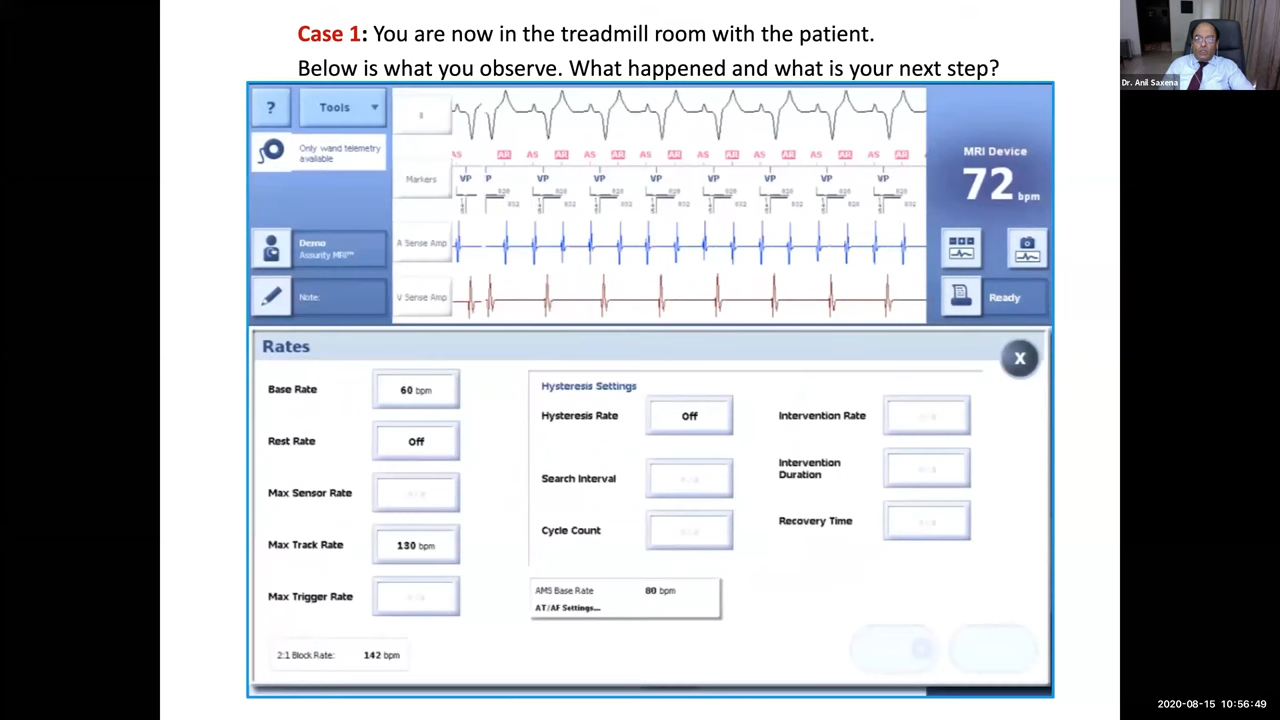 Case 1: You are now in the treadmill room with the patient.
Below is what you observe. What happened and what is your next step?
Dr. Anil Saxena
?
Tools
Only wand telemetry
available
Demo
Assurity MRI™
Note:
Markers
A Sense Amp
V Sense Amp
AS AR AS AR AS AR AS AR AS AR AS AR AS AR AS AR
VP P VP VP VP VP VP VP VP
MRI Device
72 bpm
Ready
Rates
X
Base Rate 60 bpm
Rest Rate Off
Max Sensor Rate
Max Track Rate 130 bpm
Max Trigger Rate
2:1 Block Rate: 142 bpm
Hysteresis Settings
Hysteresis Rate Off
Search Interval
Cycle Count
Intervention Rate
Intervention
Duration
Recovery Time
AMS Base Rate 80 bpm
AT/AF Settings...
2020-08-15 10:56:49